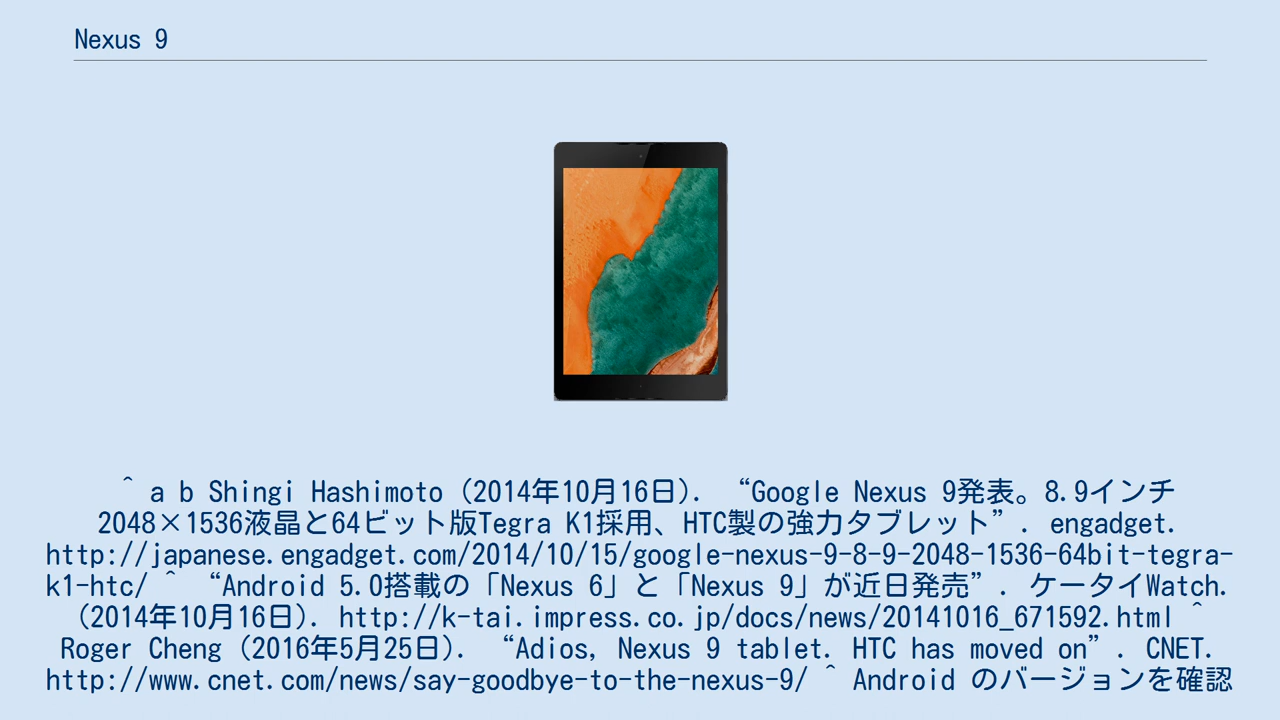 Nexus 9
^ a b Shingi Hashimoto (2014年10月16日). “Google Nexus 9発表。8.9インチ
2048×1536液晶と64ビット版Tegra K1採用、HTC製の強力タブレット”. engadget.
http://japanese.engadget.com/2014/10/15/google-nexus-9-8-9-2048-1536-64bit-tegra-
k1-htc/ ^ “Android 5.0搭載の「Nexus 6」と「Nexus 9」が近日発売”. ケータイWatch.
(2014年10月16日). http://k-tai.impress.co.jp/docs/news/20141016_671592.html ^
Roger Cheng (2016年5月25日). “Adios, Nexus 9 tablet. HTC has moved on”. CNET.
http://www.cnet.com/news/say-goodbye-to-the-nexus-9/ ^ Android のバージョンを確認